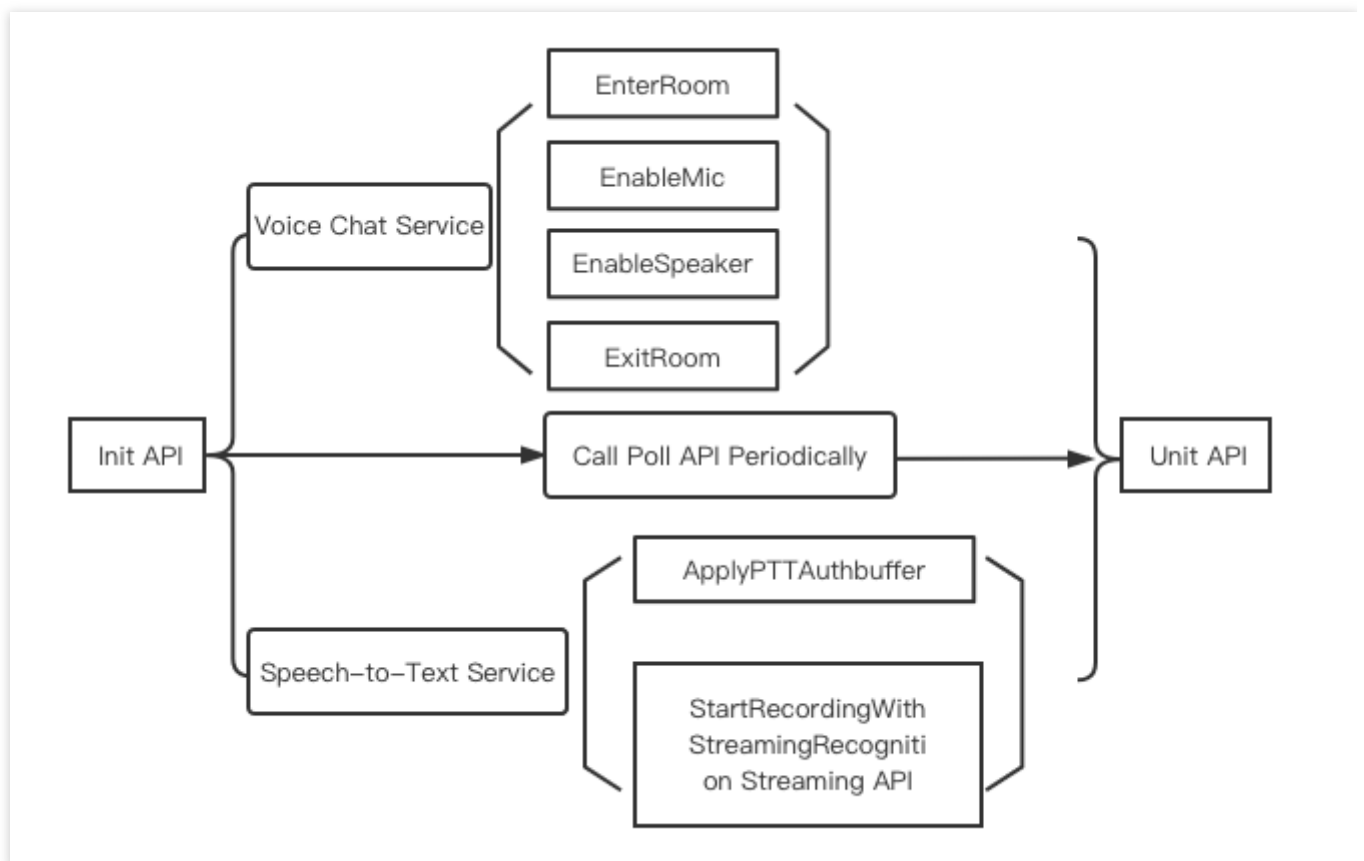 EnterRoom
EnableMic
Voice Chat Service
EnableSpeaker
ExitRoom
Init API
Call Poll API Periodically
Unit API
ApplyPTTAuthbuffer
Speech-to-Text Service
StartRecordingWith
StreamingRecogniti
on Streaming API